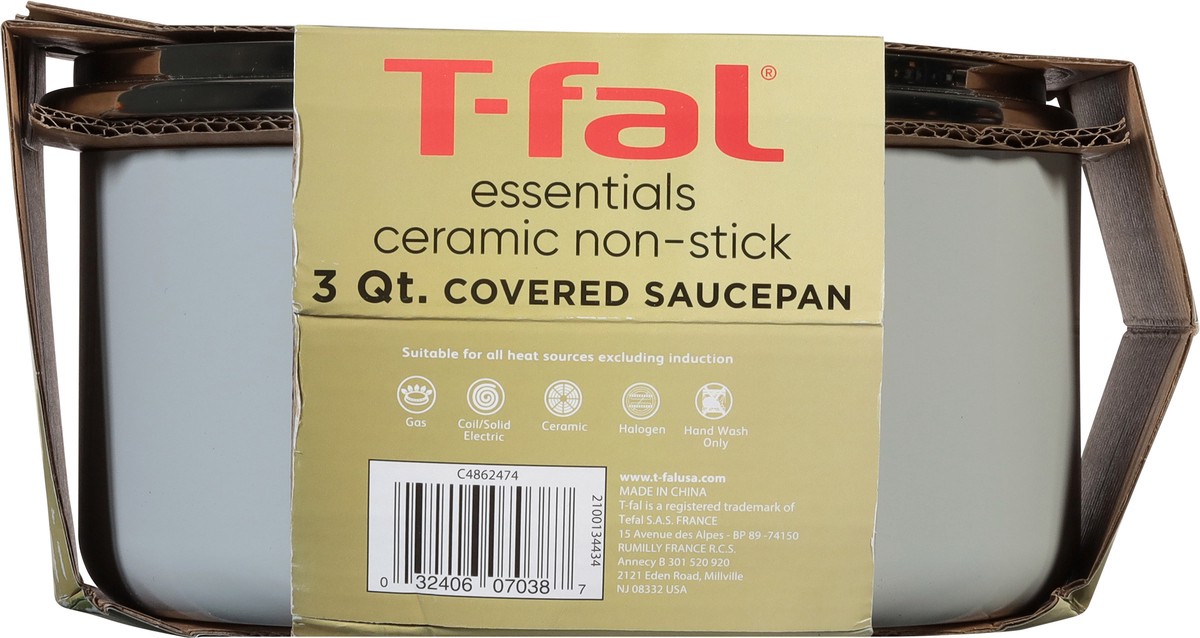 T-fal®
essentials
ceramic non-stick
3 Qt. COVERED SAUCEPAN
Suitable for all heat sources excluding induction
Gas
Coil/Solid
Electric
Ceramic
Halogen
Hand Wash
Only
C4862474
2100134434
0 32406 07038 7
www.t-falusa.com
MADE IN CHINA
T-fal is a registered trademark of
Tefal S.A.S. FRANCE
15 Avenue des Alpes - BP 89 -74150
RUMILLY FRANCE R.C.S.
Annecy B 301 520 920
2121 Eden Road, Millville
NJ 08332 USA